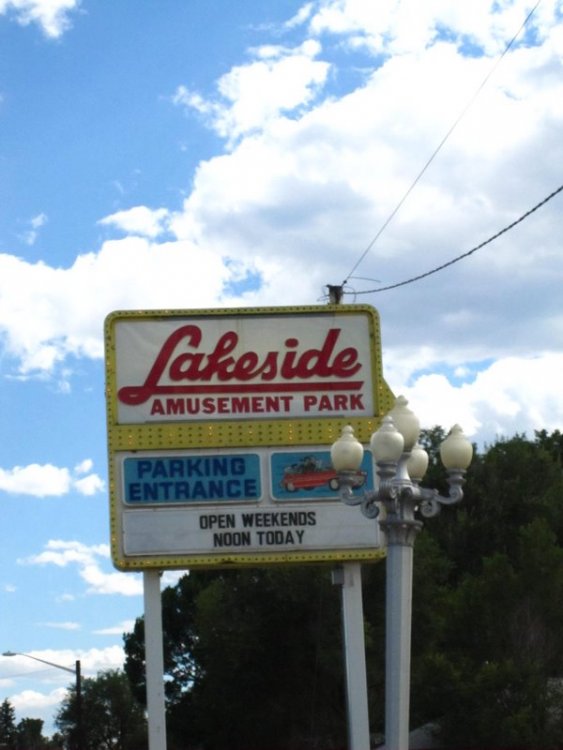 Lakeside
AMUSEMENT PARK
PARKING
ENTRANCE
OPEN WEEKENDS
NOON TODAY